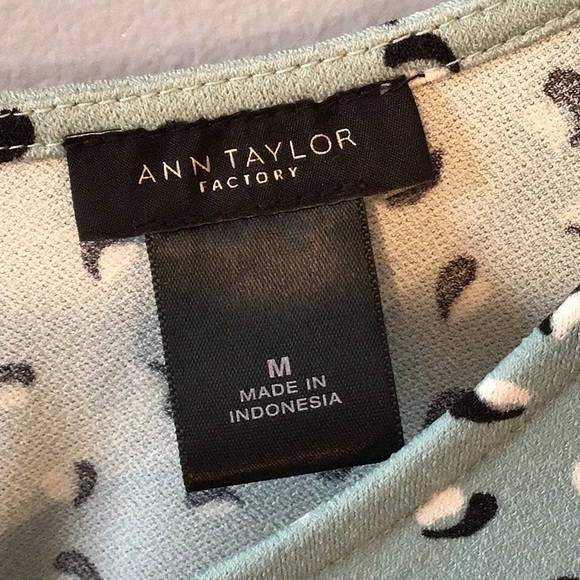 ANN TAYLOR
FACTORY
M
MADE IN
INDONESIA